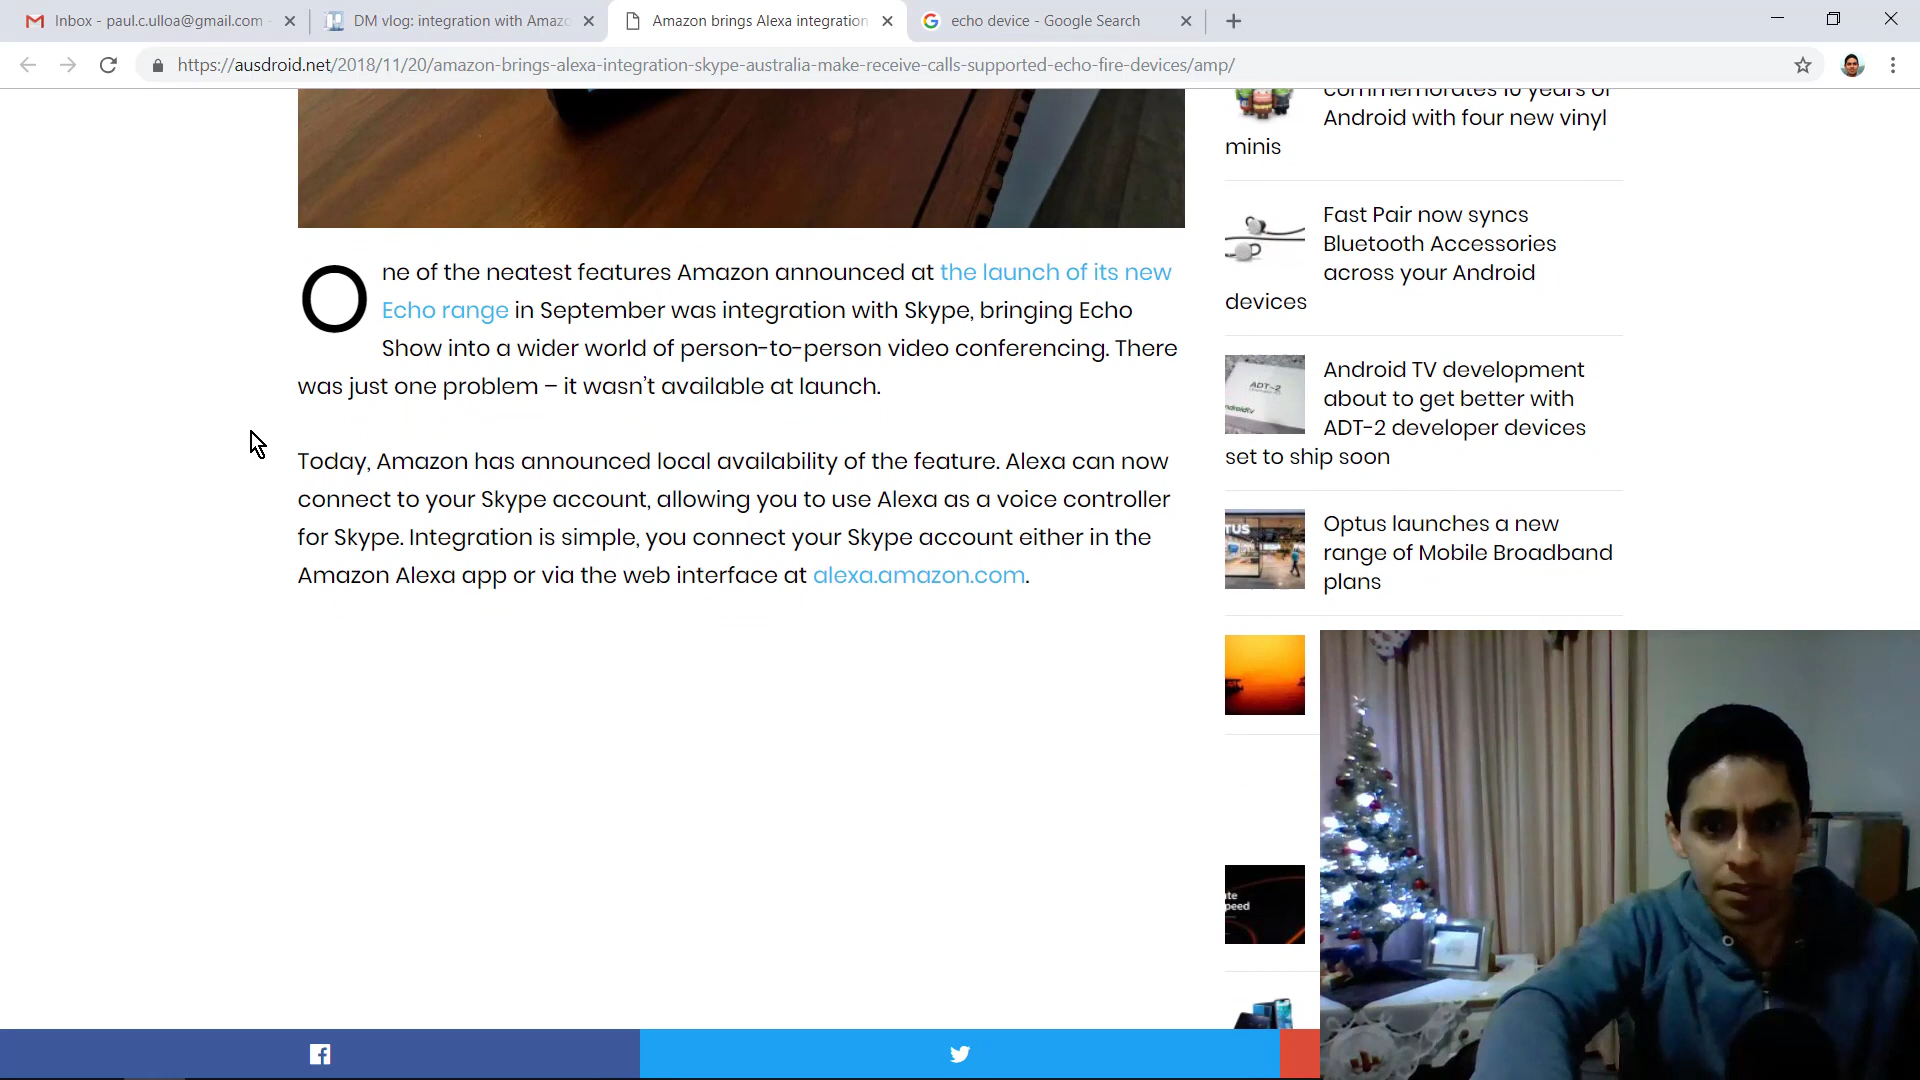 Inbox - paul.c.ulloa@gmail.com -
DM vlog: integration with Amazo
Amazon brings Alexa integration
echo device - Google Search
https://ausdroid.net/2018/11/20/amazon-brings-alexa-integration-skype-australia-make-receive-calls-supported-echo-fire-devices/amp/
One of the neatest features Amazon announced at the launch of its new
Echo range in September was integration with Skype, bringing Echo
Show into a wider world of person-to-person video conferencing. There
was just one problem – it wasn't available at launch.
Today, Amazon has announced local availability of the feature. Alexa can now
connect to your Skype account, allowing you to use Alexa as a voice controller
for Skype. Integration is simple, you connect your Skype account either in the
Amazon Alexa app or via the web interface at alexa.amazon.com.
commemorates 10 years of
Android with four new vinyl
minis
Fast Pair now syncs
Bluetooth Accessories
across your Android
devices
ADT-2
Android TV development
about to get better with
ADT-2 developer devices
set to ship soon
TUS
Optus launches a new
range of Mobile Broadband
plans